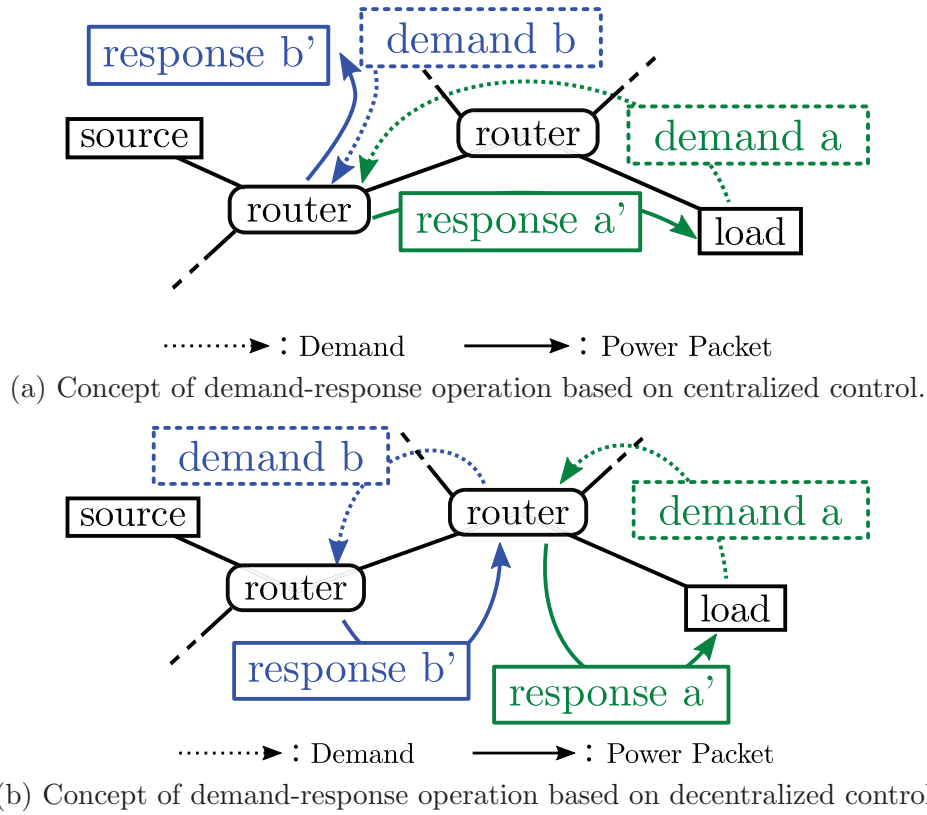 response b'
demand b
source
router
demand a
router
response a'
load
: Demand
: Power Packet
(a) Concept of demand-response operation based on centralized control.
demand b
source
router
demand a
router
load
response b'
response a'
: Demand
: Power Packet
(b) Concept of demand-response operation based on decentralized control